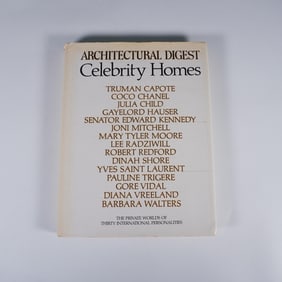 ARCHITECTURAL DIGEST
Celebrity Homes
TRUMAN CAPOTE
COCO CHANEL
JULIA CHILD
GAYELORD HAUSER
SENATOR EDWARD KENNEDY
JONI MITCHELL
MARY TYLER MOORE
LEE RADZIWILL
ROBERT REDFORD
DINAH SHORE
YVES SAINT LAURENT
PAULINE TRIGERE
GORE VIDAL
DIANA VREELAND
BARBARA WALTERS
THE PRIVATE WORLDS OF
THIRTY INTERNATIONAL PERSONALITIES